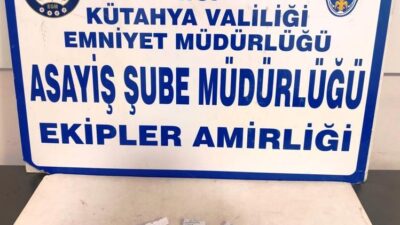 KÜTAHYA VALİLİĞİ
EMNİYET MÜDÜRLÜĞÜ
ASAYİŞ ŞUBE MÜDÜRLÜĞÜ
EKİPLER AMİRLİĞİ